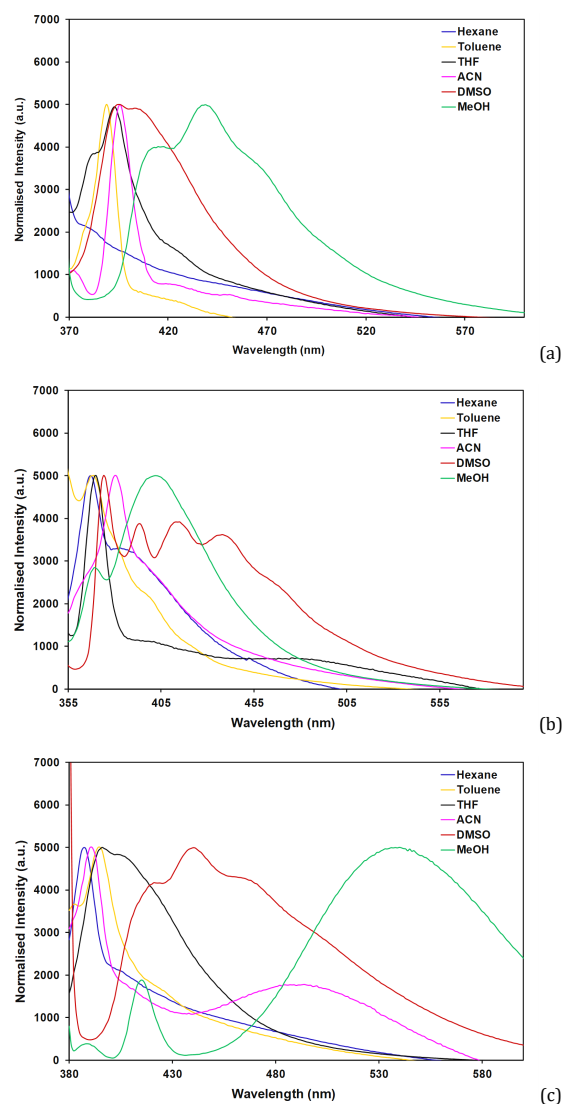 7000
6000
5000
4000
3000
2000
1000
0
370
420
470
520
570
Normalised Intensity (a.u.)
Wavelength (nm)
Hexane
Toluene
THF
ACN
DMSO
MeOH
(a)
7000
6000
5000
4000
3000
2000
1000
0
355
405
455
505
555
Normalised Intensity (a.u.)
Wavelength (nm)
Hexane
Toluene
THF
ACN
DMSO
MeOH
(b)
7000
6000
5000
4000
3000
2000
1000
0
380
430
480
530
580
Normalised Intensity (a.u.)
Wavelength (nm)
Hexane
Toluene
THF
ACN
DMSO
MeOH
(c)